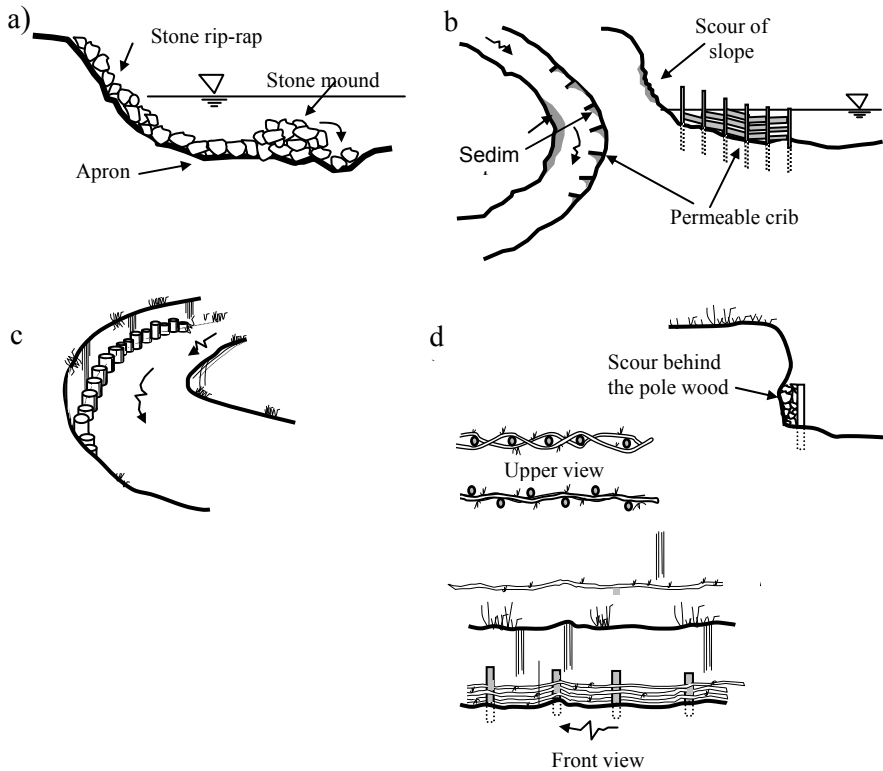 a)
Stone rip-rap
Stone mound
Apron
b
Scour of
slope
Sedim
Permeable crib
c
d
Scour behind
the pole wood
Upper view
Front view